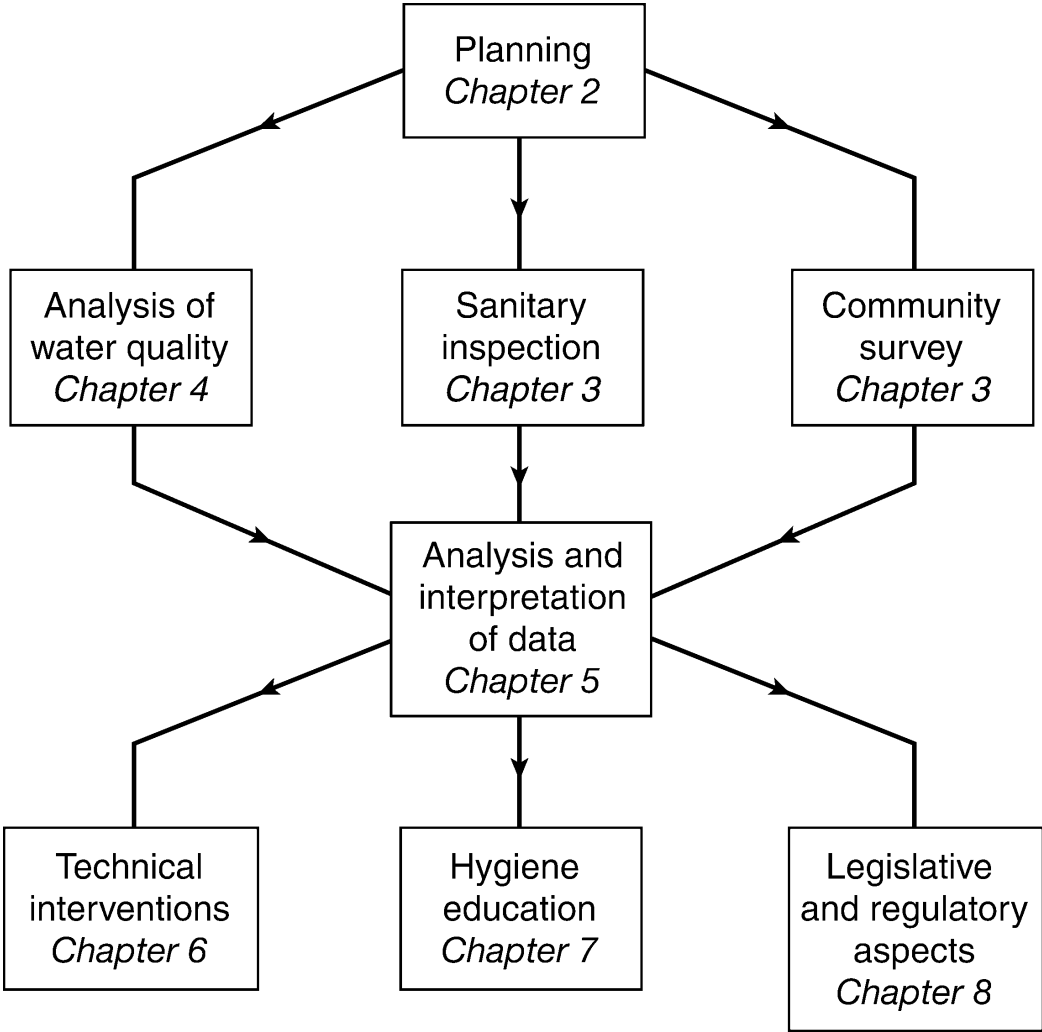 Planning
Chapter 2
Analysis of
water quality
Chapter 4
Sanitary
inspection
Chapter 3
Community
survey
Chapter 3
Analysis and
interpretation
of data
Chapter 5
Technical
interventions
Chapter 6
Hygiene
education
Chapter 7
Legislative
and regulatory
aspects
Chapter 8